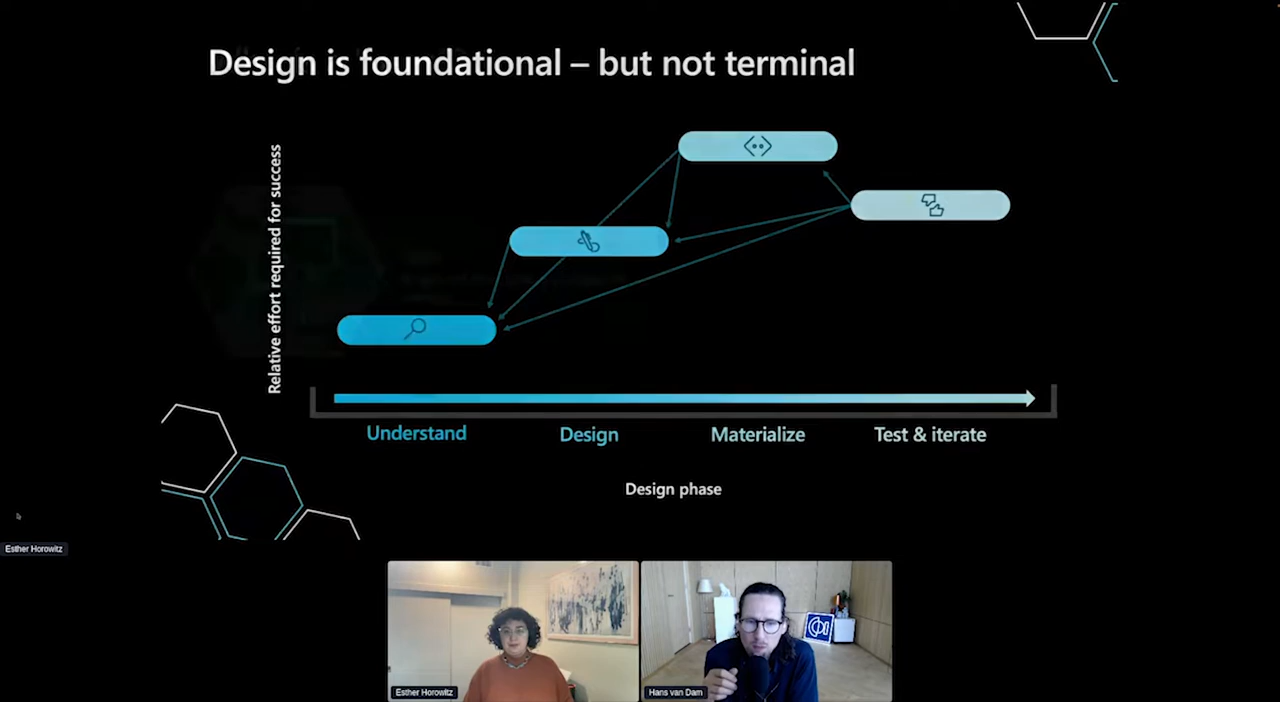 Design is foundational – but not terminal
Relative effort required for success
Understand
Design
Materialize
Test & iterate
Design phase
Esther Horowitz
Esther Horowitz
Hans van Dam